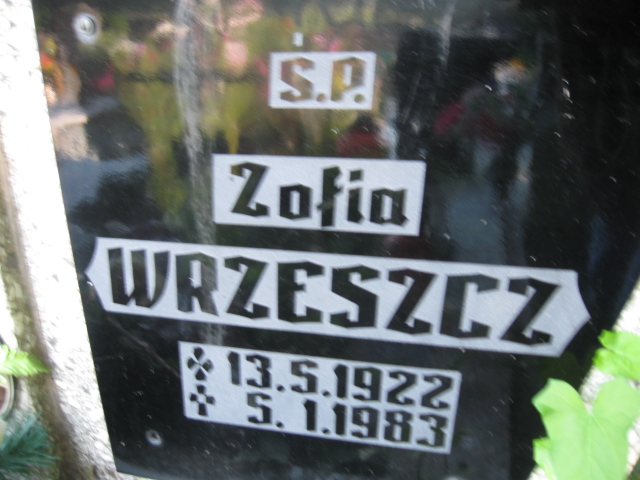 Ś.P.
Zofia
WRZESZCZ
13.5.1922
5.1.1983